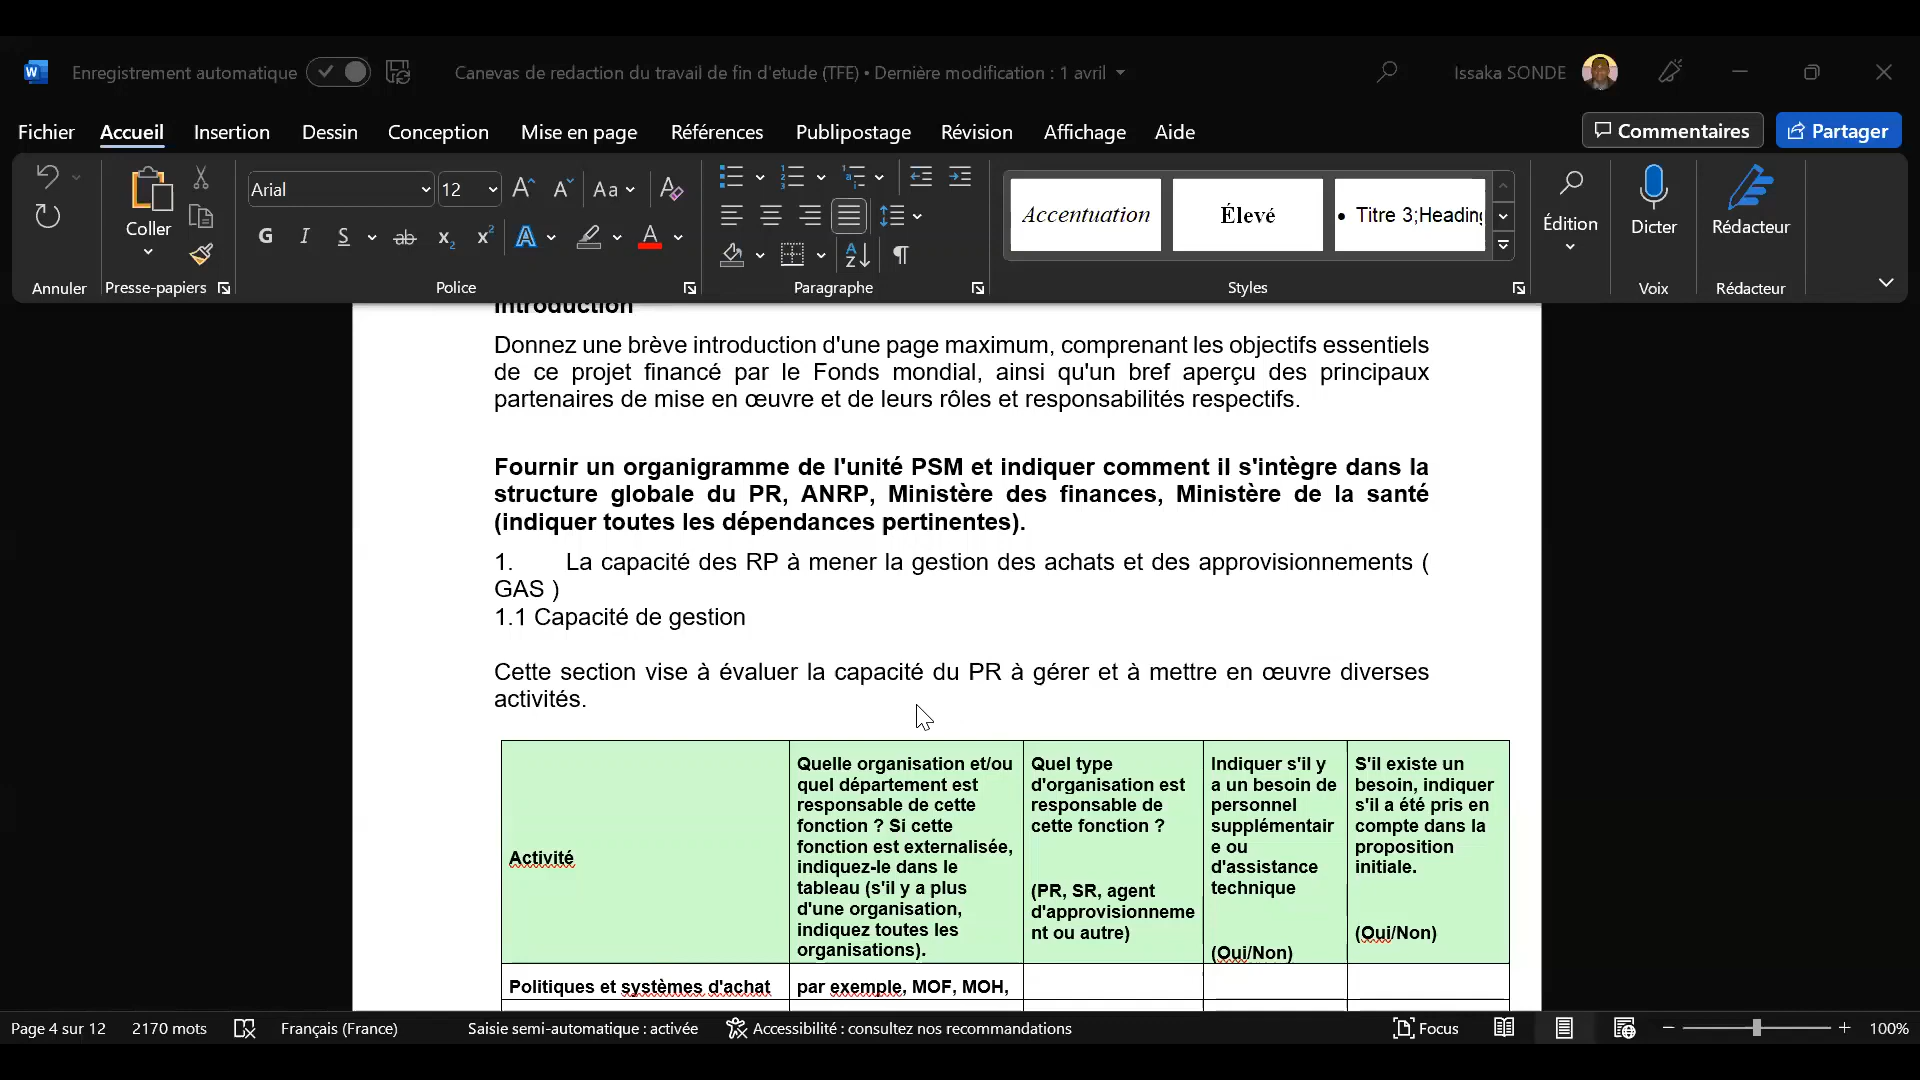 Enregistrement automatique
Canevas de redaction du travail de fin d'etude (TFE) • Dernière modification : 1 avril
Issaka SONDE
Fichier Accueil Insertion Dessin Conception Mise en page Références Publipostage Révision Affichage Aide
Commentaires
Partager
Coller
Arial
12
Aa
G I S ab x₂ x² A A
Accentuation
Élevé
• Titre 3;Heading
Édition
Dicter
Rédacteur
Annuler
Presse-papiers
Police
Paragraphe
Styles
Voix
Rédacteur
Introduction
Donnez une brève introduction d'une page maximum, comprenant les objectifs essentiels
de ce projet financé par le Fonds mondial, ainsi qu'un bref aperçu des principaux
partenaires de mise en œuvre et de leurs rôles et responsabilités respectifs.
Fournir un organigramme de l'unité PSM et indiquer comment il s'intègre dans la
structure globale du PR, ANRP, Ministère des finances, Ministère de la santé
(indiquer toutes les dépendances pertinentes).
1. La capacité des RP à mener la gestion des achats et des approvisionnements (
GAS )
1.1 Capacité de gestion
Cette section vise à évaluer la capacité du PR à gérer et à mettre en œuvre diverses
activités.
Activité
Quelle organisation et/ou
quel département est
responsable de cette
fonction ? Si cette
fonction est externalisée,
indiquez-le dans le
tableau (s'il y a plus
d'une organisation,
indiquez toutes les
organisations).
Quel type
d'organisation est
responsable de
cette fonction ?
(PR, SR, agent
d'approvisionneme
nt ou autre)
Indiquer s'il y
a un besoin de
personnel
supplémentair
e ou
d'assistance
technique
(Oui/Non)
S'il existe un
besoin, indiquer
s'il a été pris en
compte dans la
proposition
initiale.
(Oui/Non)
Politiques et systèmes d'achat
par exemple, MOF, MOH,
Page 4 sur 12
2170 mots
Français (France)
Saisie semi-automatique : activée
Accessibilité : consultez nos recommandations
Focus
100%